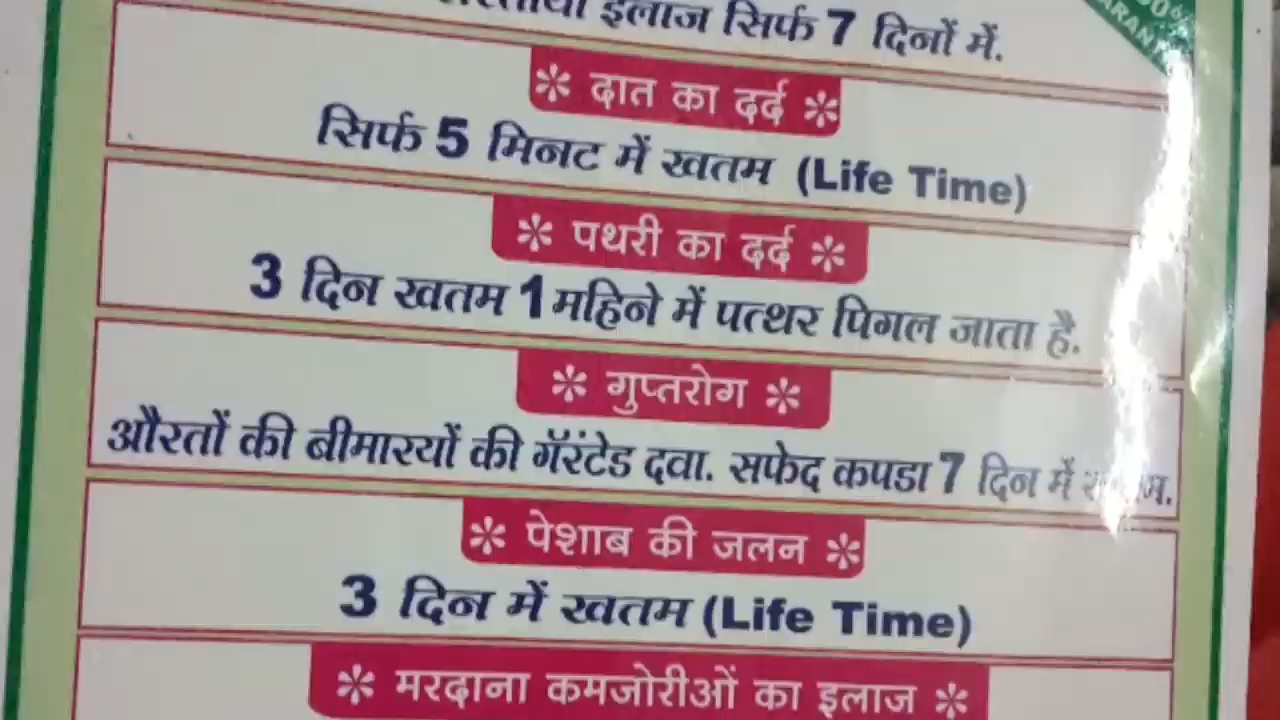 इलाज सिर्फ 7 दिनों में.
* दात का दर्द *
सिर्फ 5 मिनट में खतम (Life Time)
* पथरी का दर्द *
3 दिन खतम 1 महिने में पत्थर पिगल जाता है.
* गुप्तरोग *
औरतों की बीमारयों की गॅरंटेड दवा. सफेद कपडा 7 दिन में
* पेशाब की जलन *
3 दिन में खतम (Life Time)
* मरदाना कमजोरीओं का इलाज *